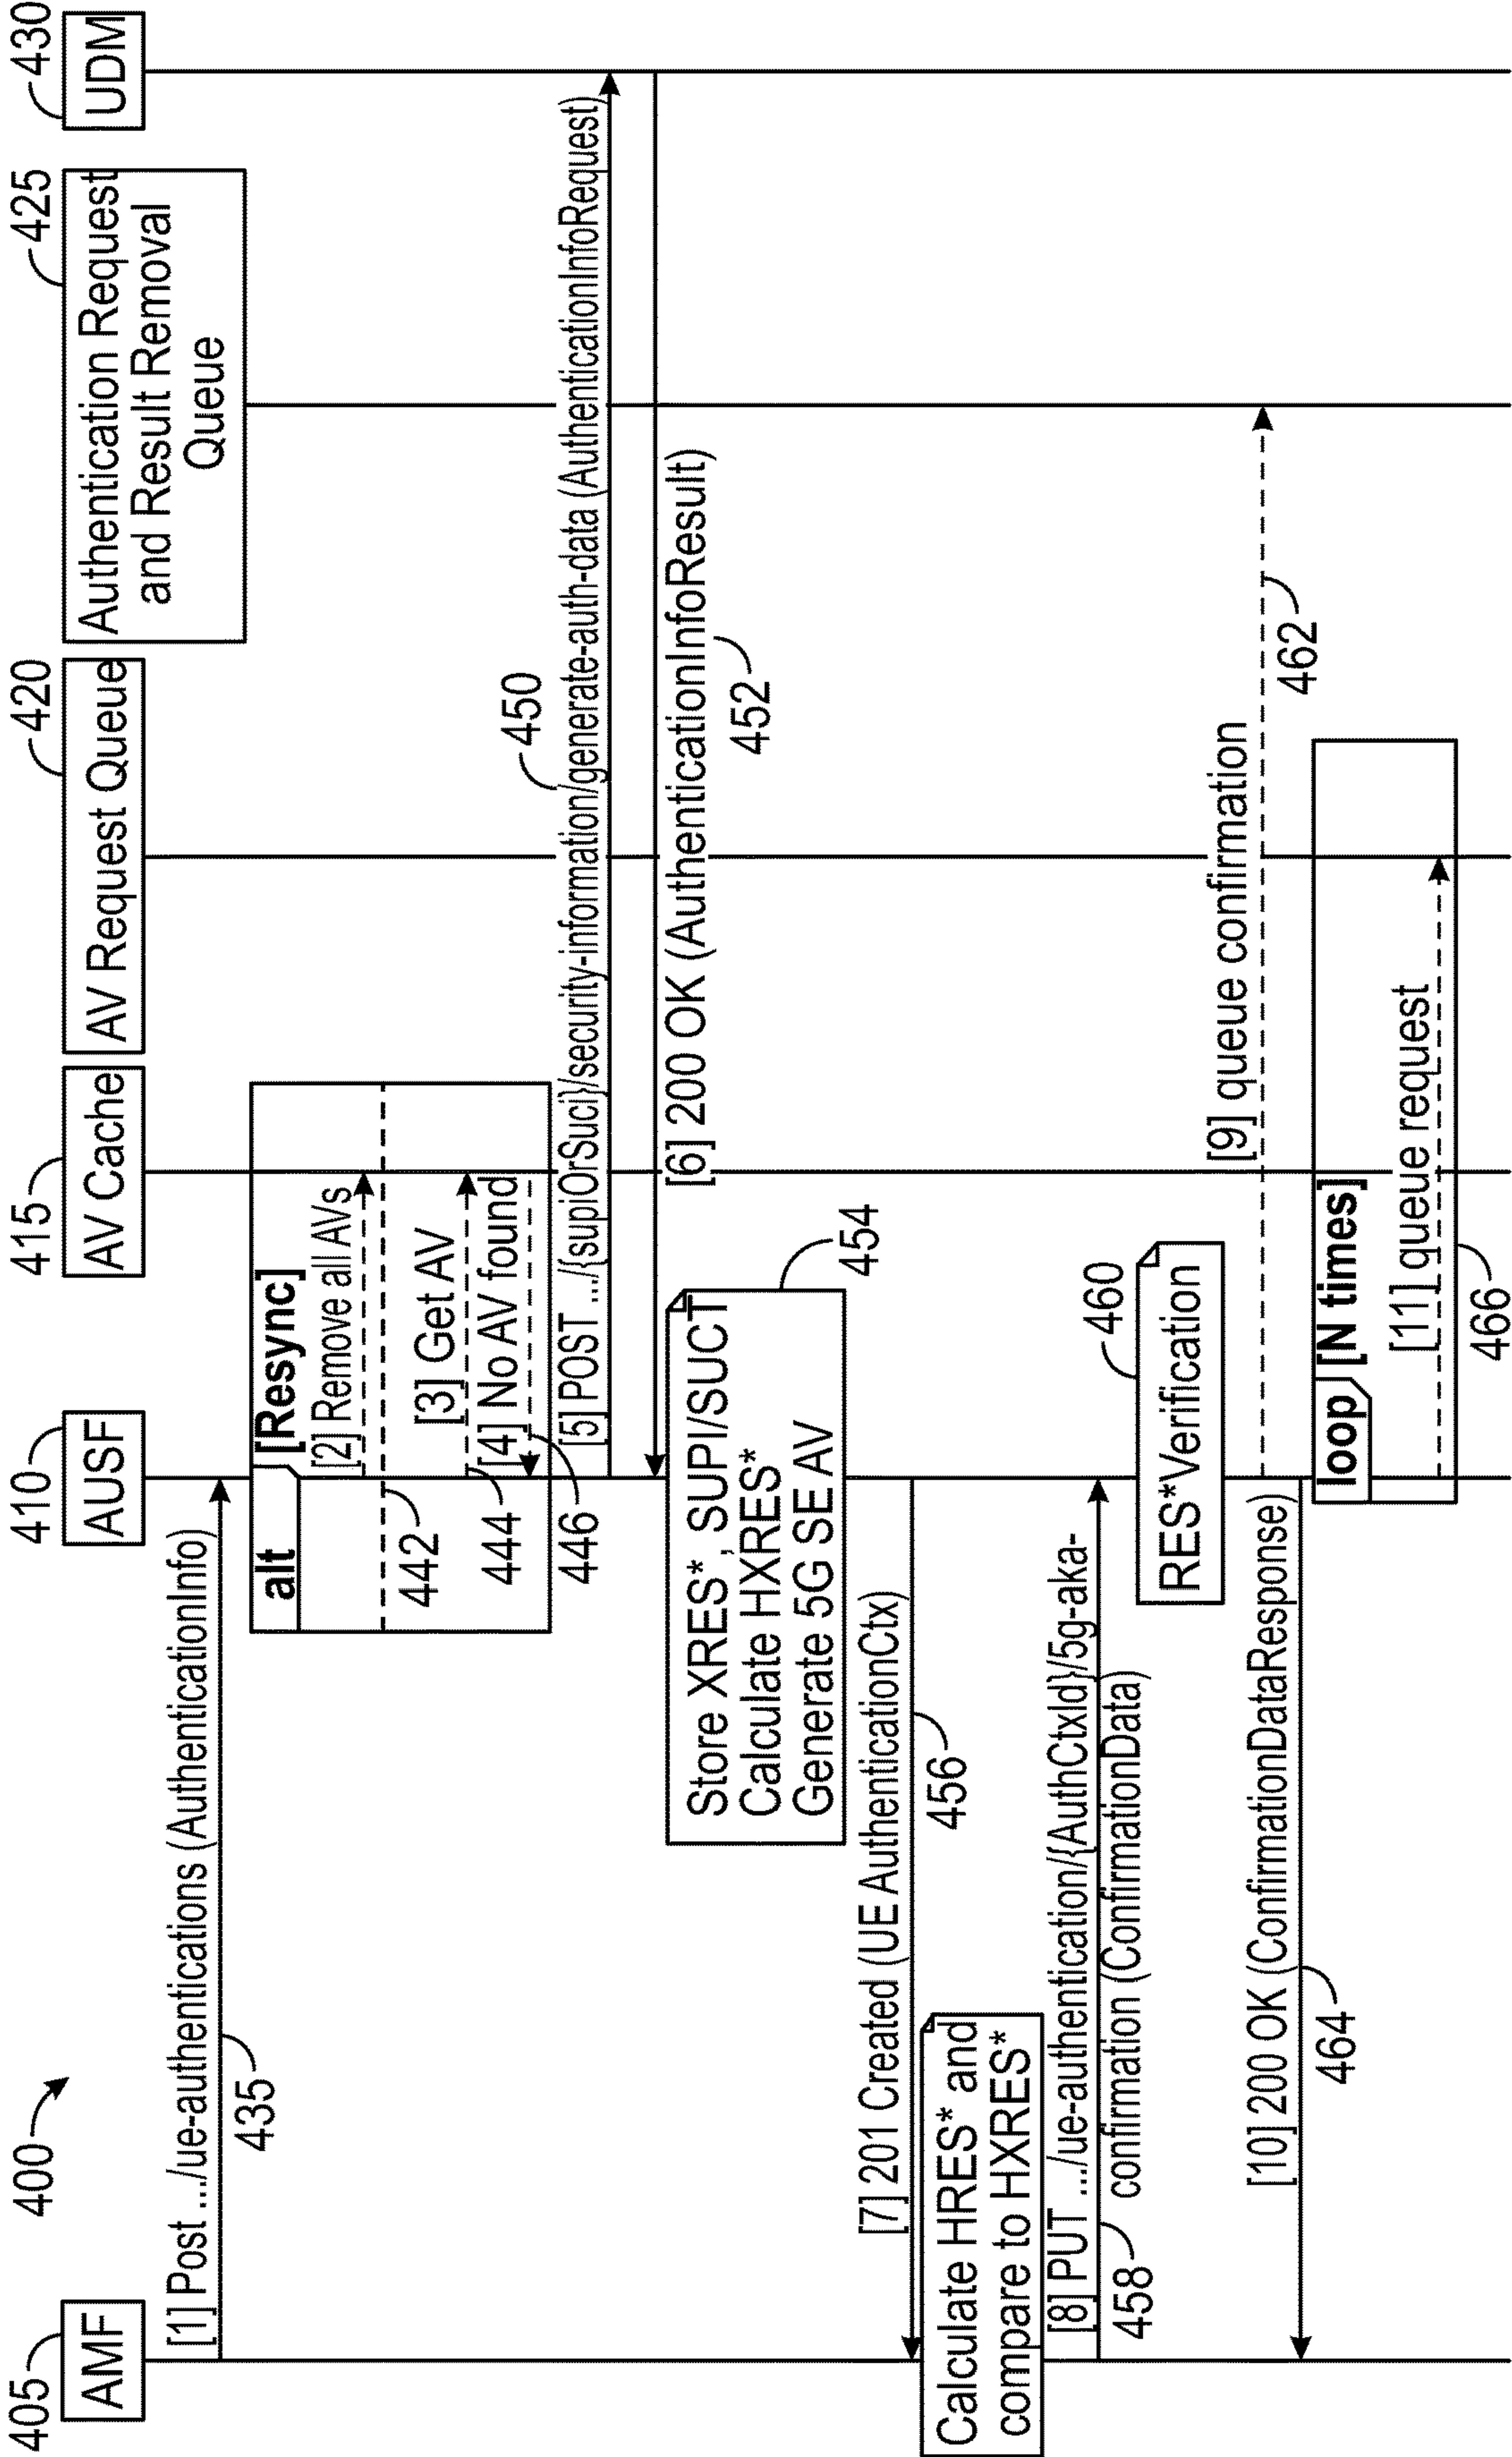 400
405
AMF
410
AUSF
415
AV Cache
420
AV Request Queue
425
Authentication Request
and Result Removal
Queue
430
UDM
[1] Post .../ue-authentications (AuthenticationInfo)
435
alt
[Resync]
[2] Remove all AVs
442
[3] Get AV
444
[4] No AV found
446
450
[5] POST .../{supiOrSuci}/security-information/generate-auth-data (AuthenticationInfoRequest)
[6] 200 OK (AuthenticationInfoResult)
452
Store XRES*, SUPI/SUCT
Calculate HXRES*
Generate 5G SE AV
454
[7] 201 Created (UE AuthenticationCtx)
456
Calculate HRES* and
compare to HXRES*
[8] PUT .../ue-authentication/{AuthCtxId}/5g-aka-
confirmation (ConfirmationData)
458
460
RES*Verification
[9] queue confirmation
462
[10] 200 OK (ConfirmationDataResponse)
464
loop
[N times]
[11] queue request
466